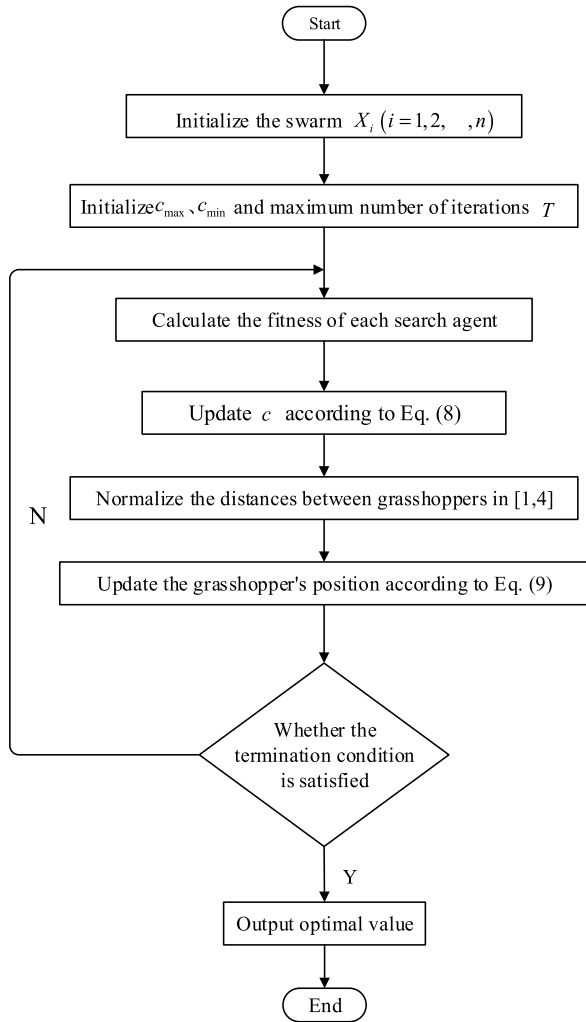 Start
Initialize the swarm X_i (i = 1, 2,   , n)
Initialize c_max、c_min and maximum number of iterations T
Calculate the fitness of each search agent
Update c according to Eq. (8)
Normalize the distances between grasshoppers in [1,4]
N
Update the grasshopper's position according to Eq. (9)
Whether the
termination condition
is satisfied
Y
Output optimal value
End